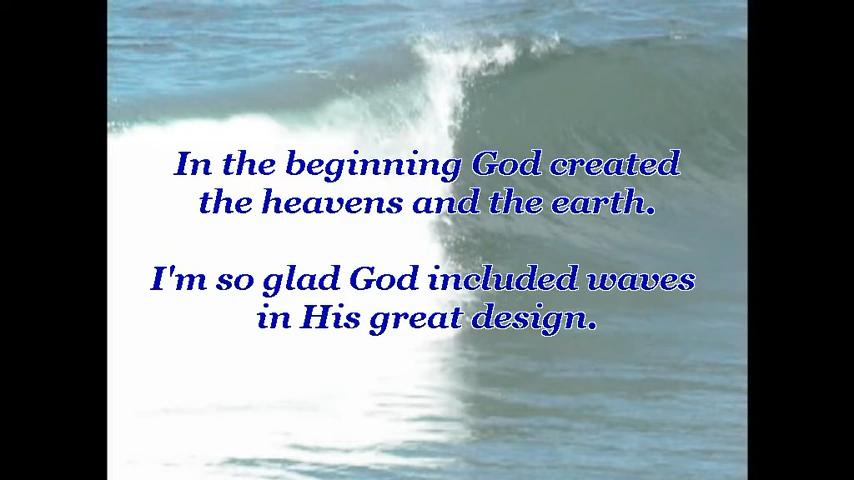 In the beginning God created
the heavens and the earth.
I'm so glad God included waves
in His great design.